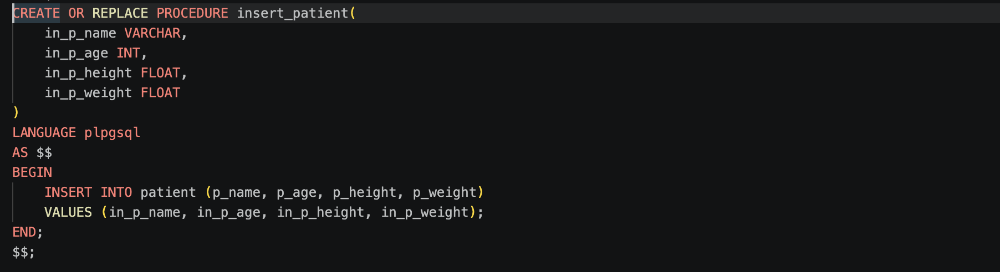 CREATE OR REPLACE PROCEDURE insert_patient(
    in_p_name VARCHAR,
    in_p_age INT,
    in_p_height FLOAT,
    in_p_weight FLOAT
)
LANGUAGE plpgsql
AS $$
BEGIN
    INSERT INTO patient (p_name, p_age, p_height, p_weight)
    VALUES (in_p_name, in_p_age, in_p_height, in_p_weight);
END;
$$;